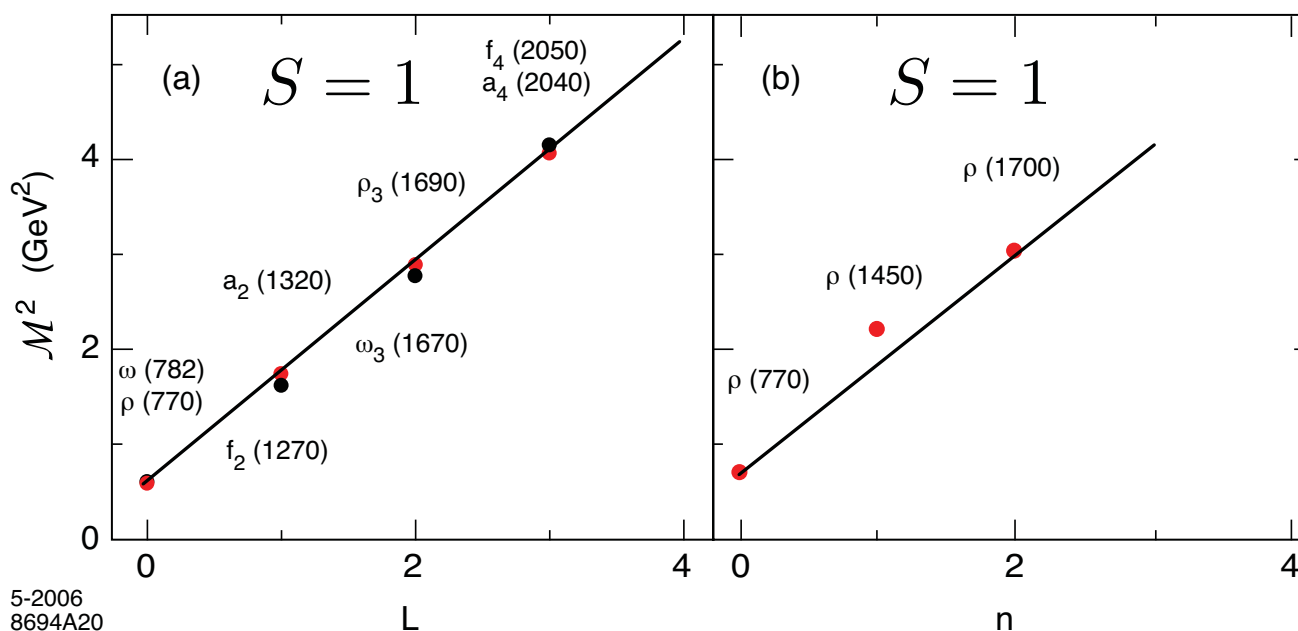 (a)
S = 1
f₄ (2050)
a₄ (2040)
ρ₃ (1690)
a₂ (1320)
ω₃ (1670)
ω (782)
ρ (770)
f₂ (1270)
(b)
S = 1
ρ (1700)
ρ (1450)
ρ (770)
ℳ² (GeV²)
4
2
0
0
2
4
L
0
2
4
n
5-2006
8694A20